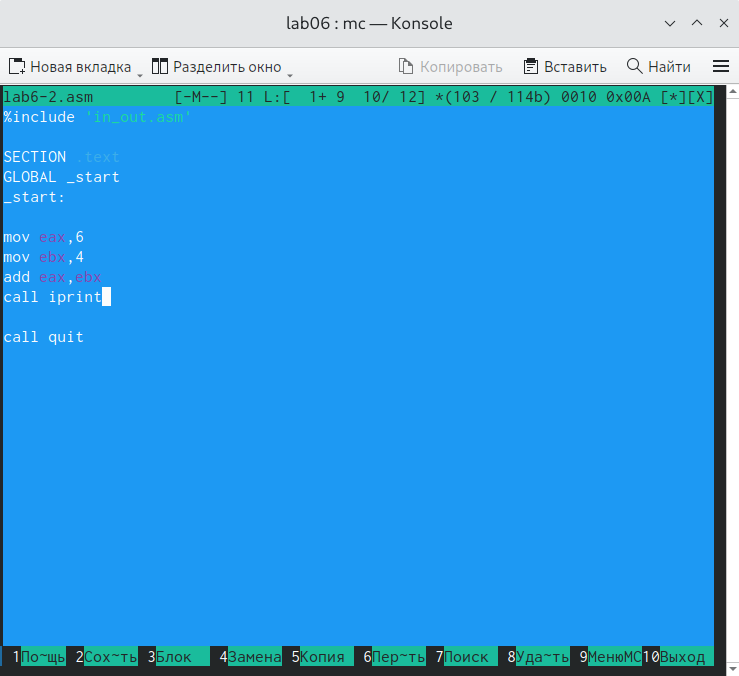 lab06 : mc — Konsole
Новая вкладка Разделить окно Копировать Вставить Найти
lab6-2.asm [-M--] 11 L:[ 1+ 9 10/ 12] *(103 / 114b) 0010 0x00A [*][X]
%include 'in_out.asm'
SECTION .text
GLOBAL _start
_start:
mov eax,6
mov ebx,4
add eax,ebx
call iprint
call quit
1По~щь 2Сох~ть 3Блок 4Замена 5Копия 6Пер~ть 7Поиск 8Уда~ть 9МенюMC 10Выход